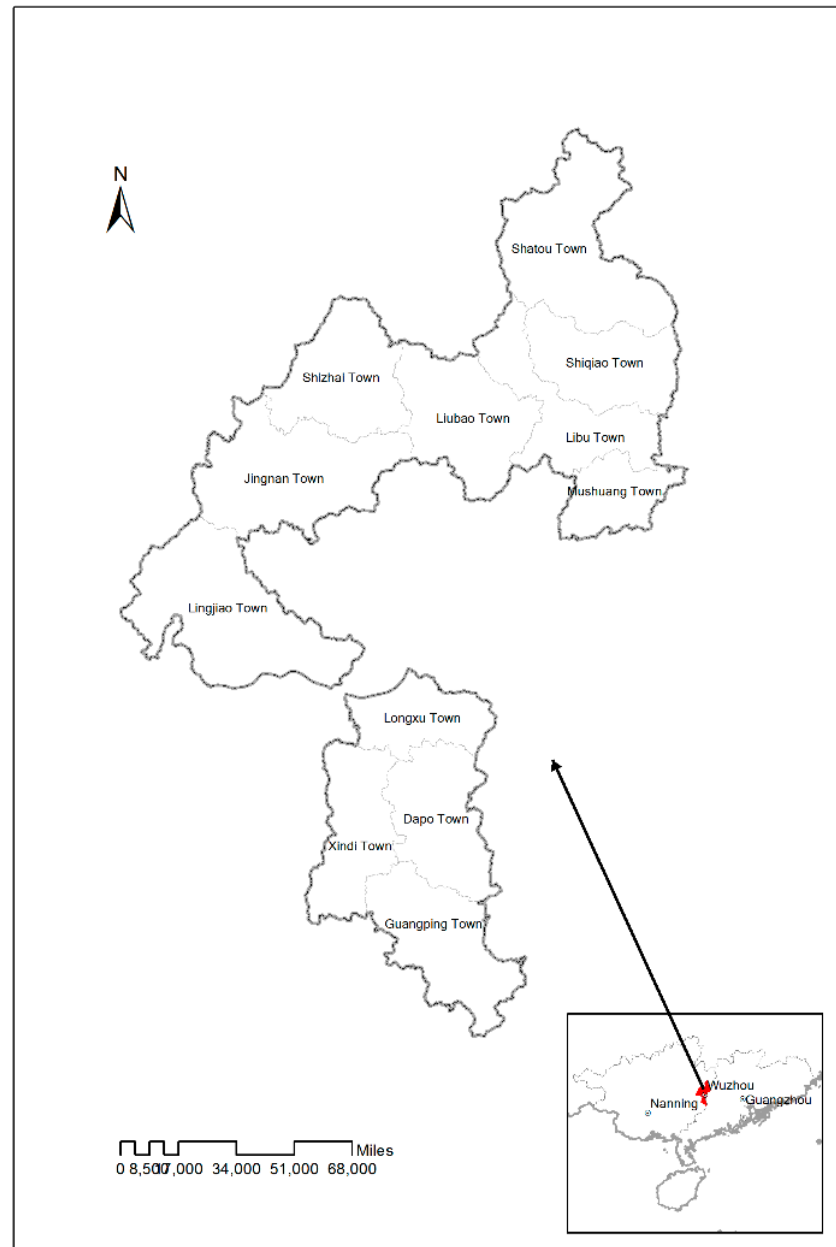 N
Shatou Town
Shiqiao Town
Shizhai Town
Liubao Town
Libu Town
Jingnan Town
Mushuang Town
Lingjiao Town
Longxu Town
Dapo Town
Xindi Town
Guangping Town
Wuzhou
Nanning
Guangzhou
Miles
0 8,500 17,000 34,000 51,000 68,000